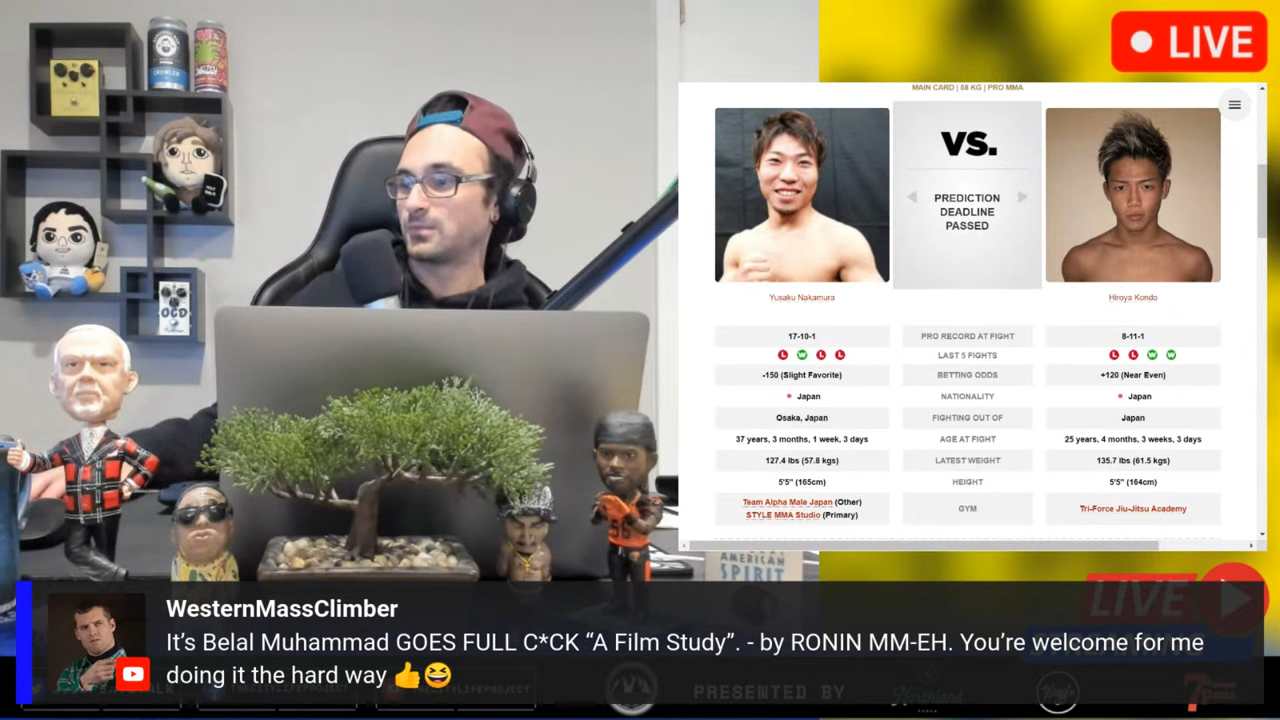 LIVE
MAIN CARD | 58 KG | PRO MMA
VS.
PREDICTION
DEADLINE
PASSED
Yusaku Nakamura
Hiroya Kondo
17-10-1 PRO RECORD AT FIGHT 8-11-1
L W L L LAST 5 FIGHTS L L W W
-150 (Slight Favorite) BETTING ODDS +120 (Near Even)
Japan NATIONALITY Japan
Osaka, Japan FIGHTING OUT OF Japan
37 years, 3 months, 1 week, 3 days AGE AT FIGHT 25 years, 4 months, 3 weeks, 3 days
127.4 lbs (57.8 kgs) LATEST WEIGHT 135.7 lbs (61.5 kgs)
5'5" (165cm) HEIGHT 5'5" (164cm)
Team Alpha Male Japan (Other)
STYLE MMA Studio (Primary)
GYM
Tri-Force Jiu-Jitsu Academy
CROWLER
OCD
AMERICAN
SPIRIT
LIVE
WesternMassClimber
It’s Belal Muhammad GOES FULL C*CK “A Film Study”. - by RONIN MM-EH. You’re welcome for me
doing it the hard way 👍😆
THECITYLIFEPROJECT
PRESENTED BY
Northland